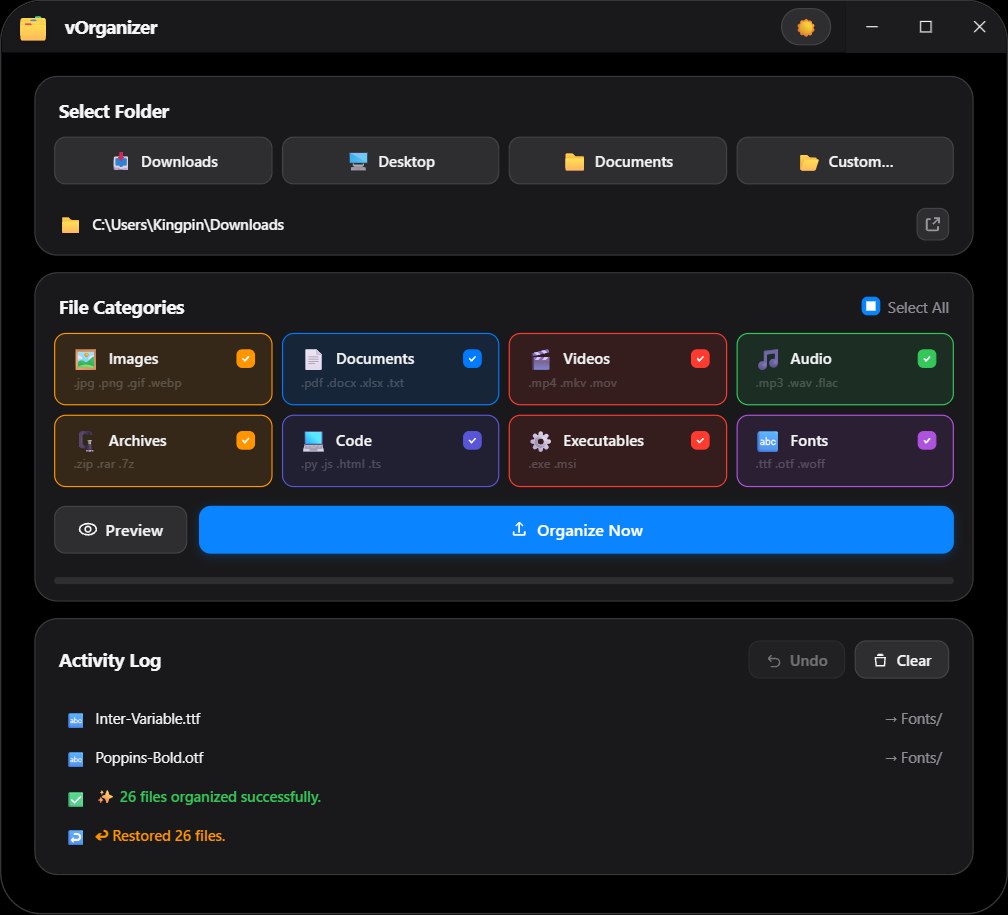 vOrganizer
Select Folder
Downloads
Desktop
Documents
Custom...
C:\Users\Kingpin\Downloads
File Categories
Select All
Images
.jpg .png .gif .webp
Documents
.pdf .docx .xlsx .txt
Videos
.mp4 .mkv .mov
Audio
.mp3 .wav .flac
Archives
.zip .rar .7z
Code
.py .js .html .ts
Executables
.exe .msi
abc
Fonts
.ttf .otf .woff
Preview
Organize Now
Activity Log
Undo
Clear
abc Inter-Variable.ttf → Fonts/
abc Poppins-Bold.otf → Fonts/
✨ 26 files organized successfully.
↩ Restored 26 files.